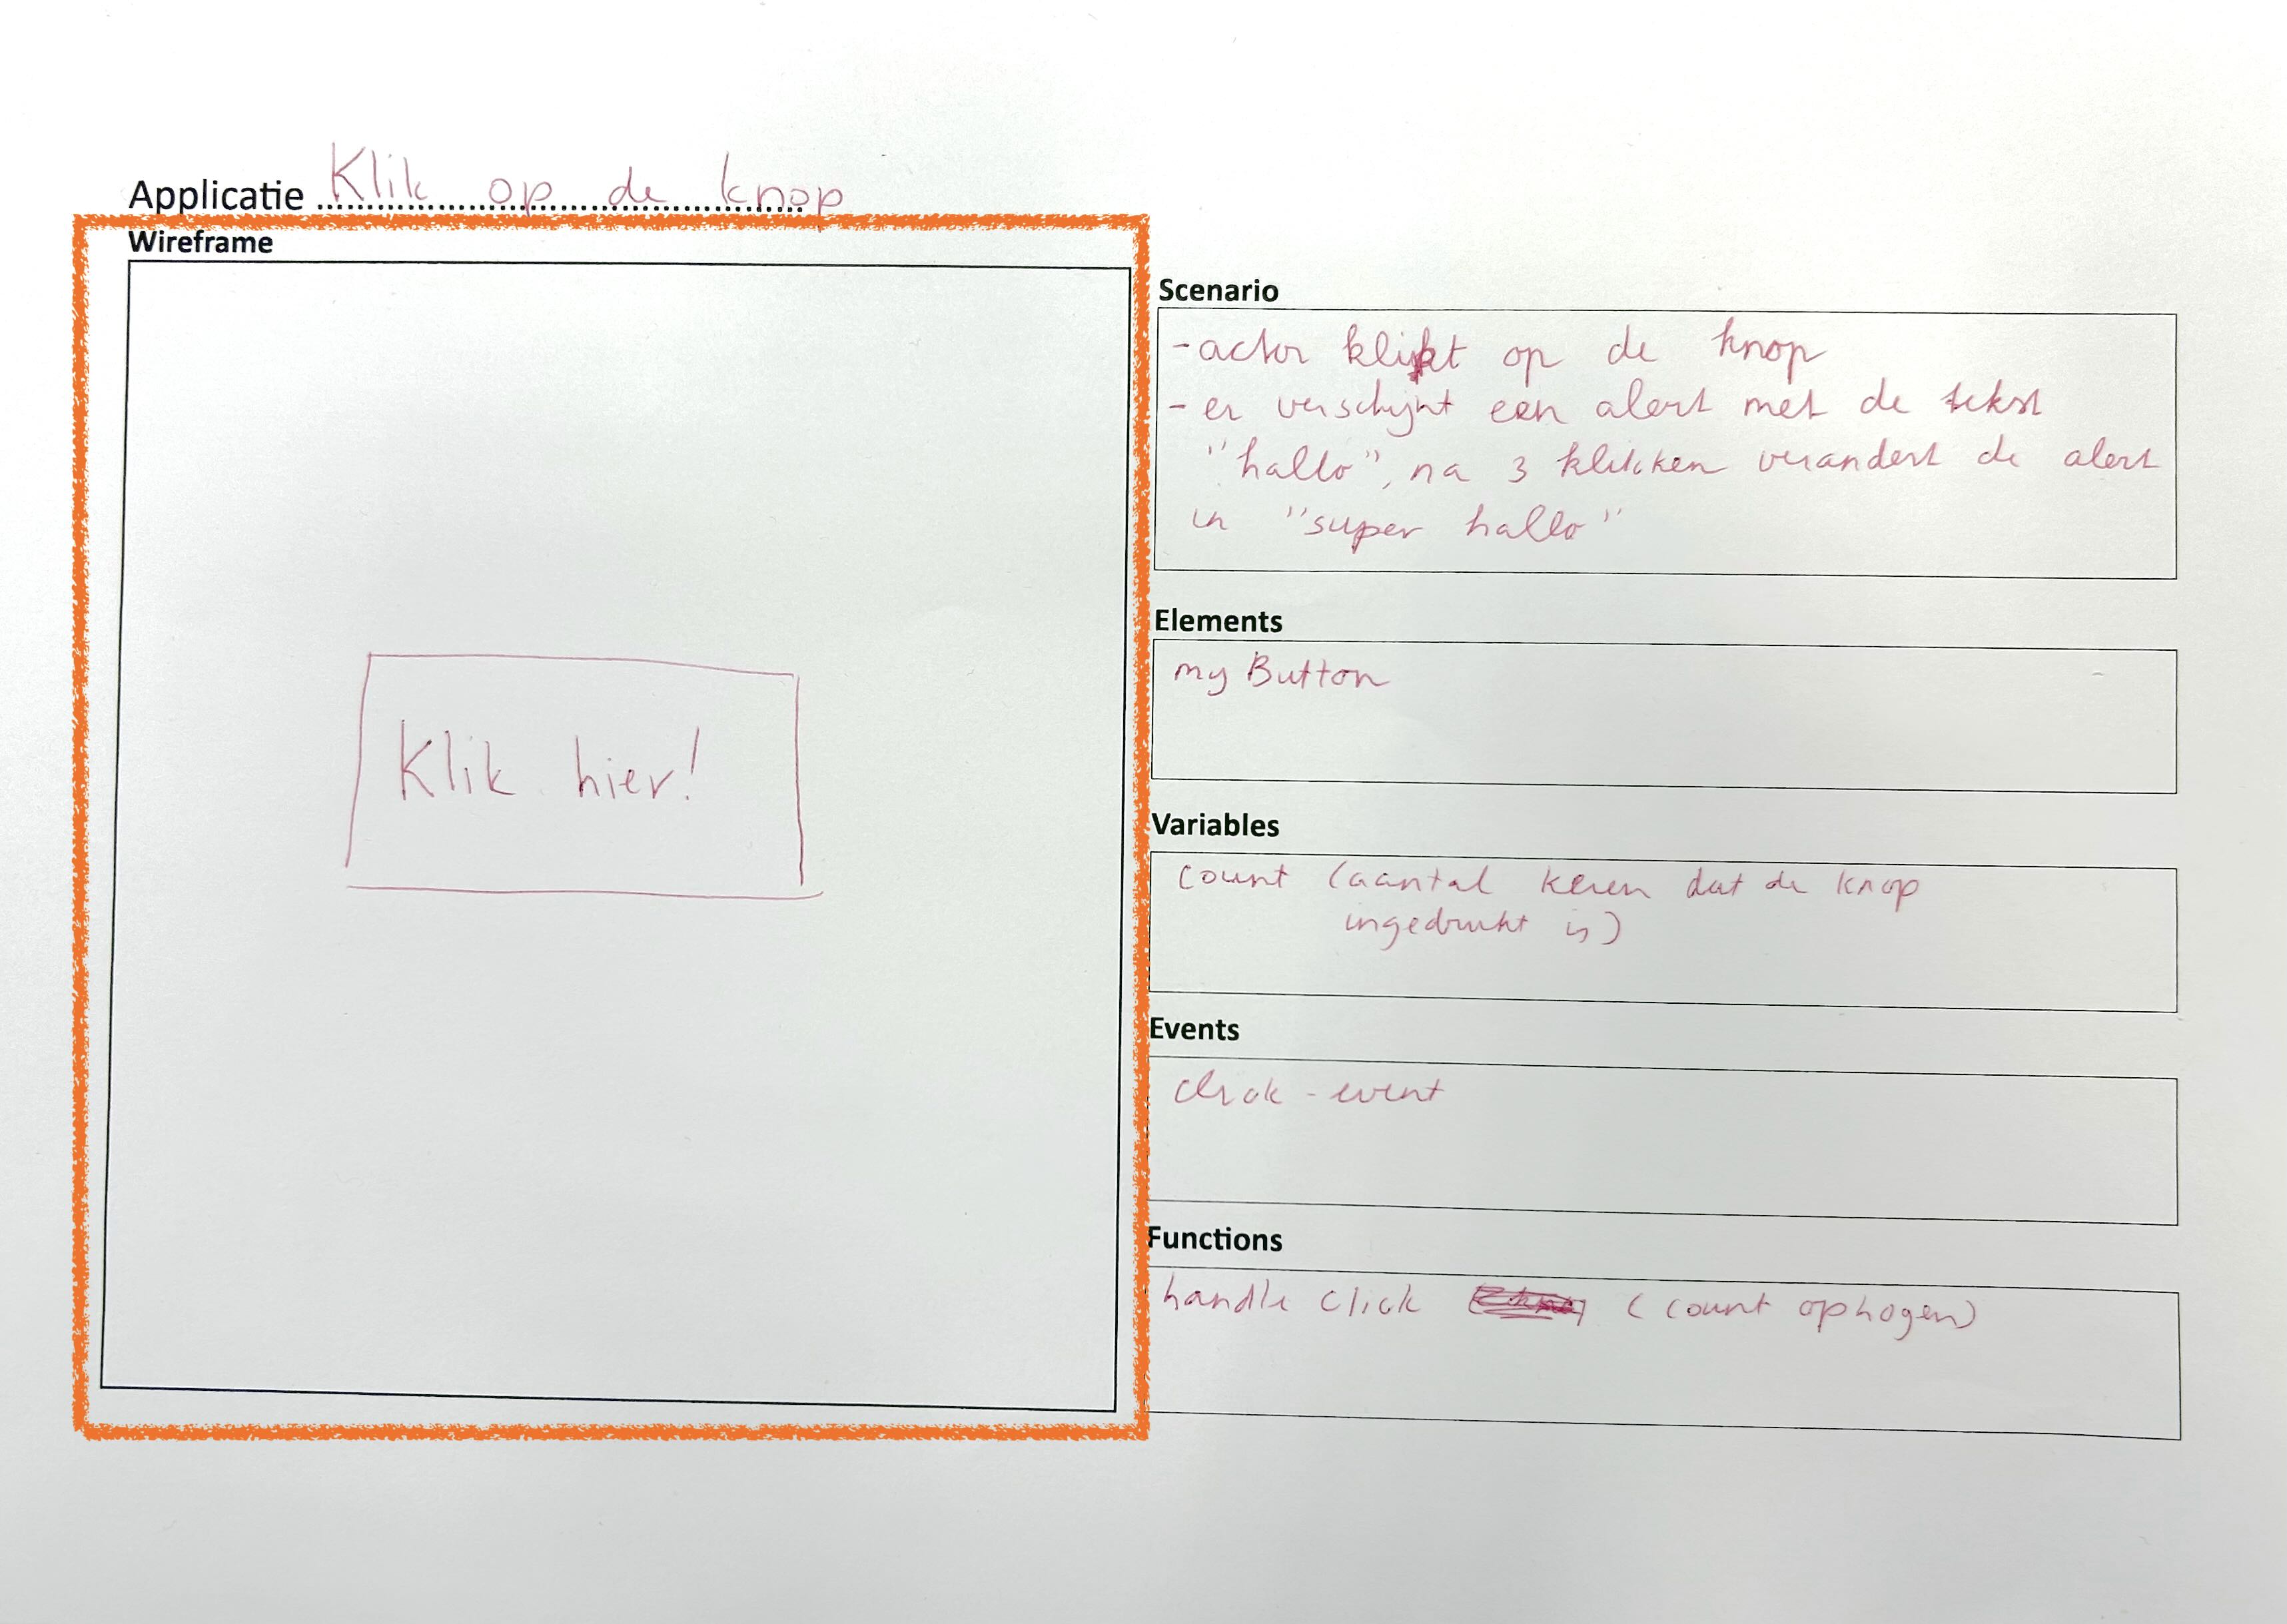 Applicatie Klik op de knop
Wireframe
Klik hier!
Scenario
- actor klikt op de knop
- er verschijnt een alert met de tekst
"hallo", na 3 klikken verandert de alert
in "super hallo"
Elements
my Button
Variables
count (aantal keren dat de knop
ingedrukt is)
Events
click - event
Functions
handle click (count ophogen)